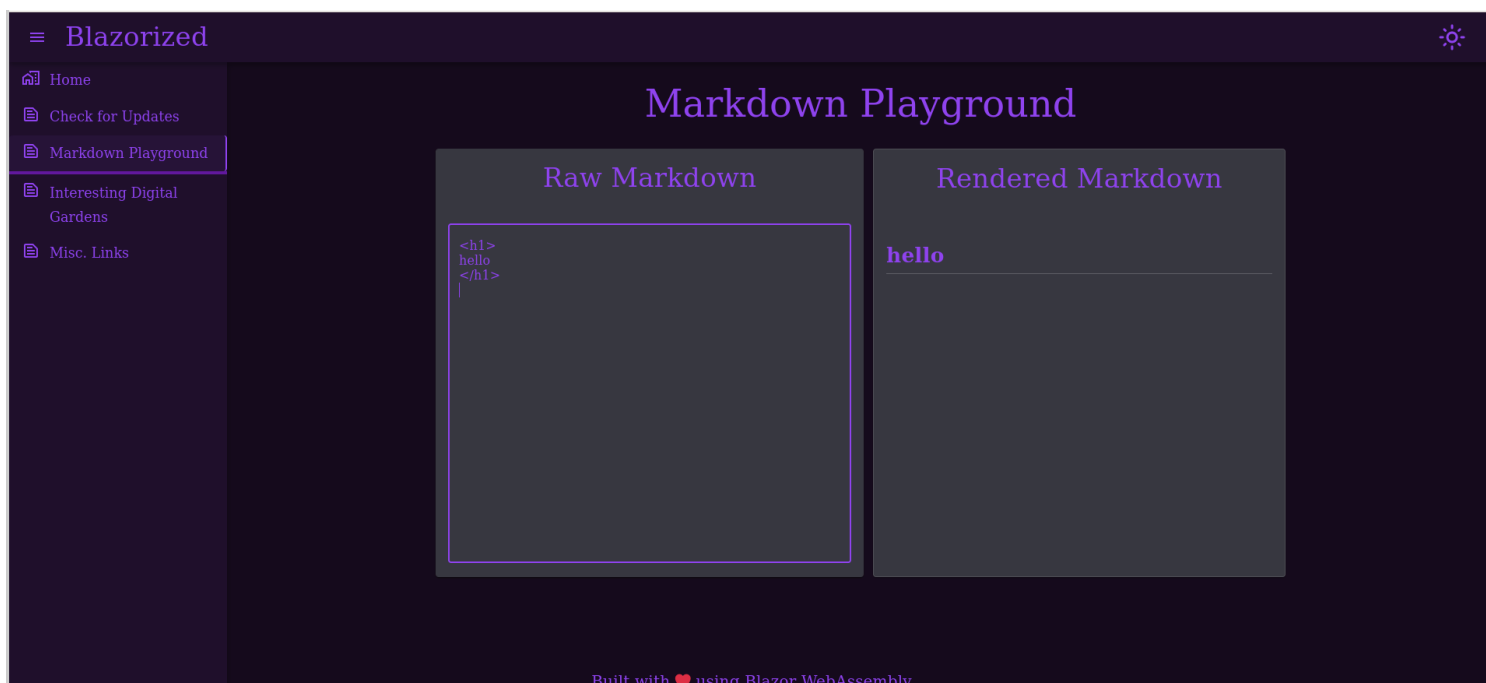 Blazorized
Home
Check for Updates
Markdown Playground
Interesting Digital
Gardens
Misc. Links
Markdown Playground
Raw Markdown
<h1>
hello
</h1>
Rendered Markdown
hello
Built with ❤ using Blazor WebAssembly